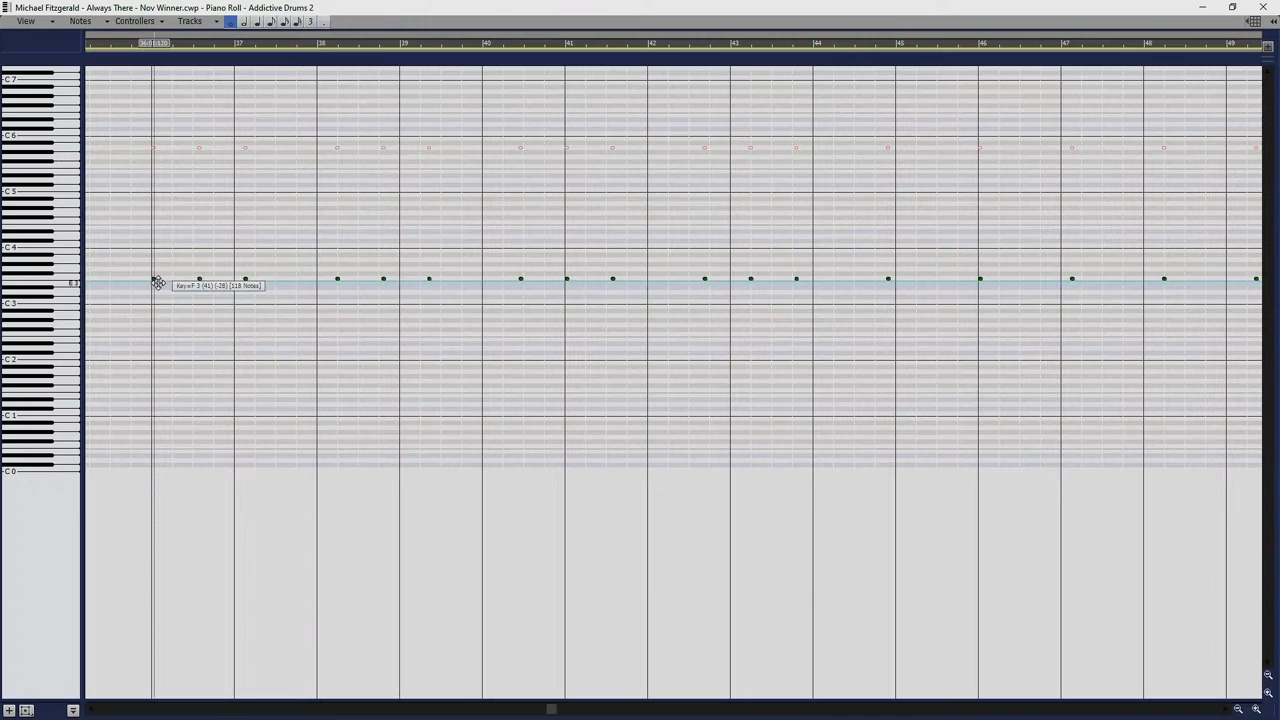 Michael Fitzgerald - Always There - Nov Winner.cwp - Piano Roll - Addictive Drums 2
View Notes Controllers Tracks 3 .
37 38 39 40 41 42 43 44 45 46 47 48 49
C 7
C 6
C 5
C 4
Key=F 3 (41) (-28) [118 Notes]
C 3
C 2
C 1
C 0